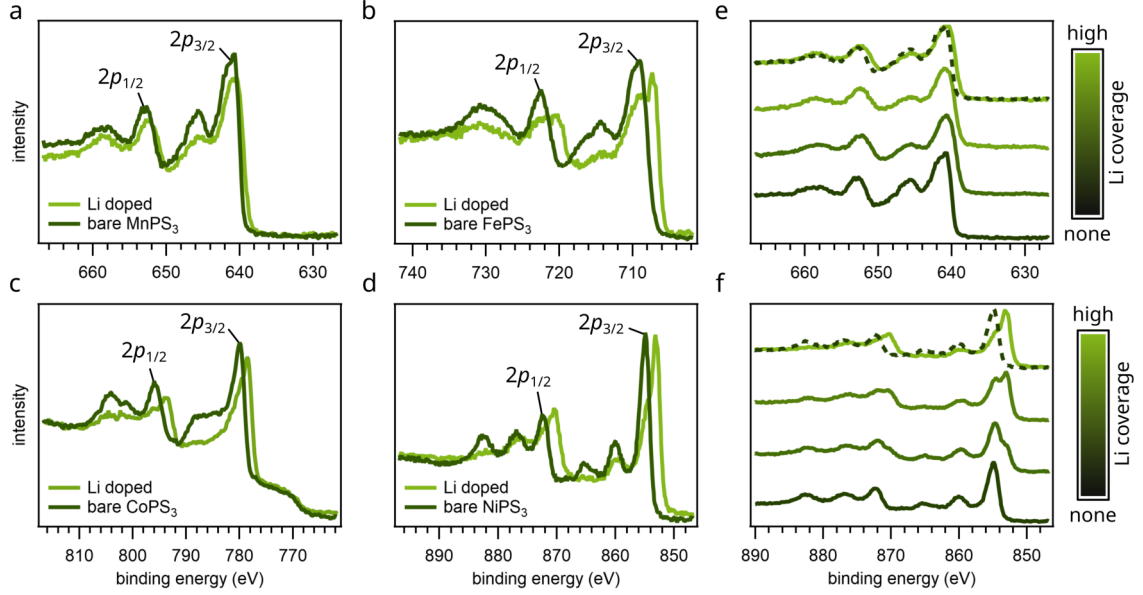 a
2p3/2
2p1/2
intensity
Li doped
bare MnPS3
660 650 640 630
b
2p3/2
2p1/2
Li doped
bare FePS3
740 730 720 710
e
660 650 640 630
high
Li coverage
none
c
2p3/2
2p1/2
intensity
Li doped
bare CoPS3
810 800 790 780 770
binding energy (eV)
d
2p3/2
2p1/2
Li doped
bare NiPS3
890 880 870 860 850
binding energy (eV)
f
890 880 870 860 850
binding energy (eV)
high
Li coverage
none